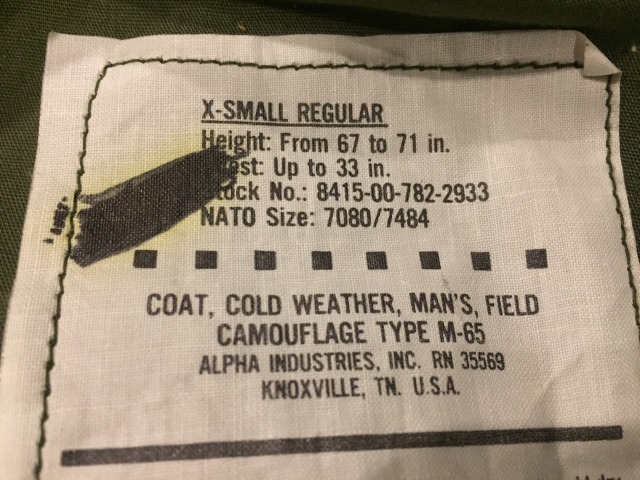 X-SMALL REGULAR
Height: From 67 to 71 in.
Up to 33 in.
Stock No.: 8415-00-782-2933
NATO Size: 7080/7484
COAT, COLD WEATHER, MAN'S, FIELD
CAMOUFLAGE TYPE M-65
ALPHA INDUSTRIES, INC. RN 35569
KNOXVILLE, TN. U.S.A.